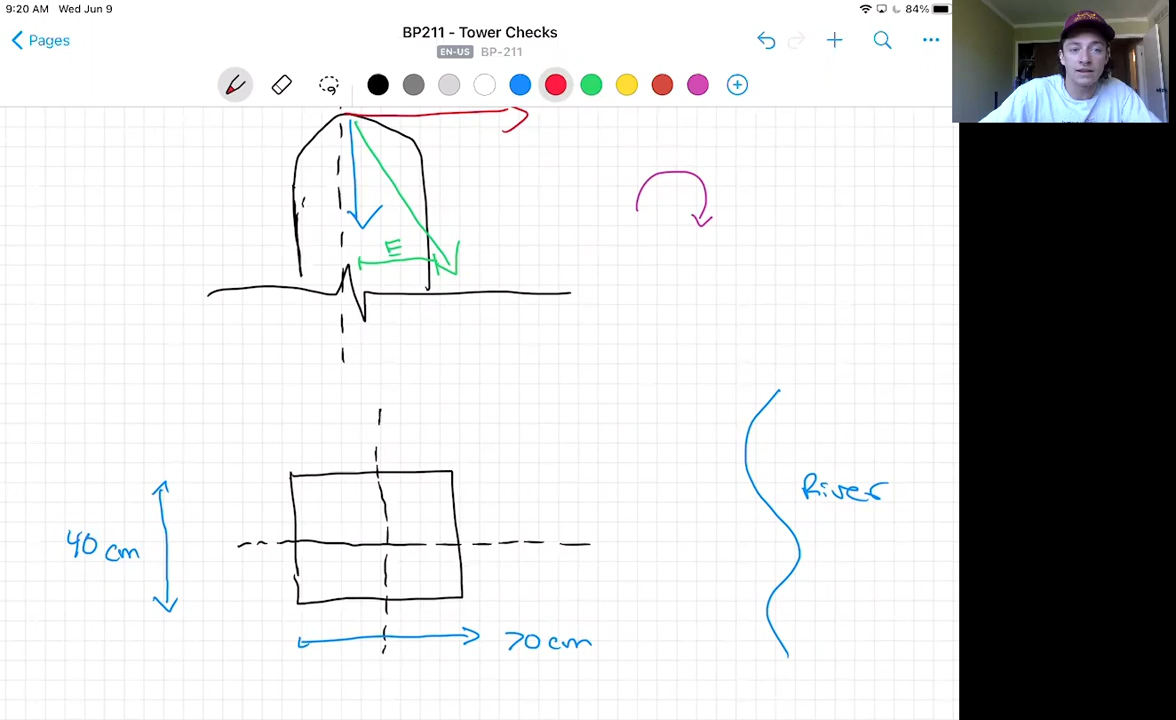 9:20 AM Wed Jun 9
84%
Pages
BP211 - Tower Checks
EN-US BP-211
E
River
40 cm
70 cm